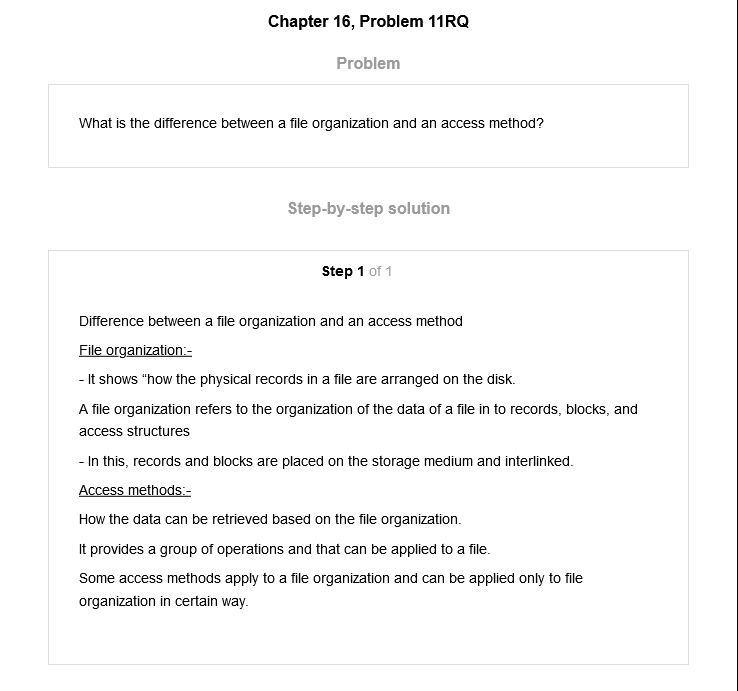 Chapter 16, Problem 11RQ
Problem
What is the difference between a file organization and an access method?
Step-by-step solution
Step 1 of 1
Difference between a file organization and an access method
File organization:-
- It shows “how the physical records in a file are arranged on the disk.
A file organization refers to the organization of the data of a file in to records, blocks, and
access structures
- In this, records and blocks are placed on the storage medium and interlinked.
Access methods:-
How the data can be retrieved based on the file organization.
It provides a group of operations and that can be applied to a file.
Some access methods apply to a file organization and can be applied only to file
organization in certain way.